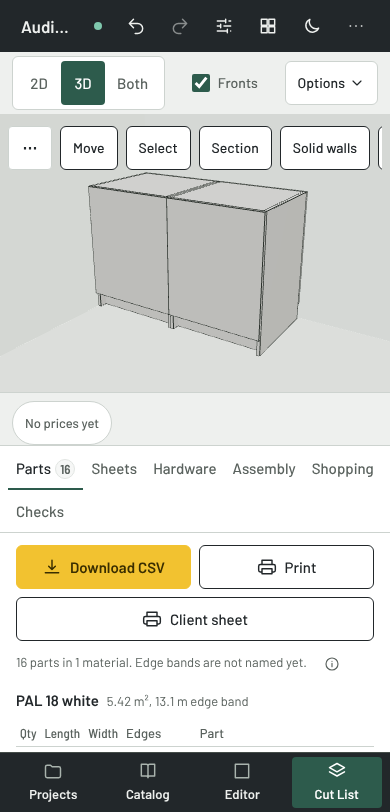 Audi...
2D 3D Both Fronts Options
... Move Select Section Solid walls
No prices yet
Parts 16 Sheets Hardware Assembly Shopping
Checks
Download CSV Print
Client sheet
16 parts in 1 material. Edge bands are not named yet.
PAL 18 white 5.42 m², 13.1 m edge band
Qty Length Width Edges Part
Projects Catalog Editor Cut List